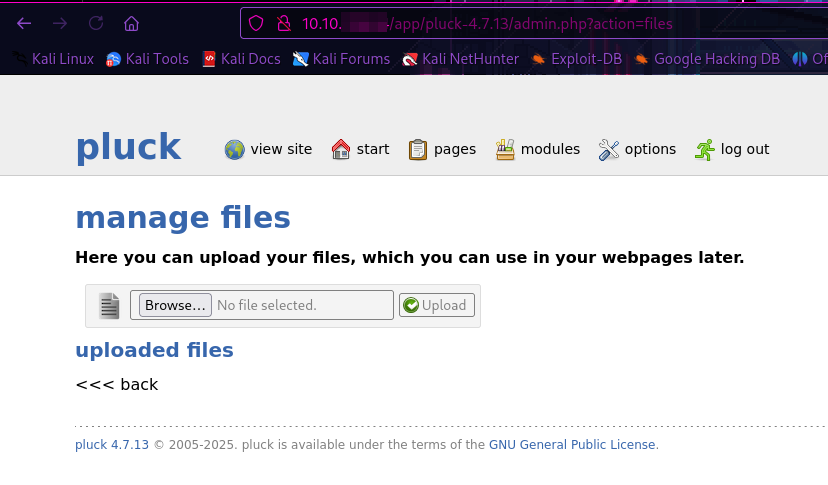 10.10. /app/pluck-4.7.13/admin.php?action=files
Kali Linux Kali Tools Kali Docs Kali Forums Kali NetHunter Exploit-DB Google Hacking DB Of
pluck view site start pages modules options log out
manage files
Here you can upload your files, which you can use in your webpages later.
Browse... No file selected. Upload
uploaded files
<<< back
pluck 4.7.13 © 2005-2025. pluck is available under the terms of the GNU General Public License.